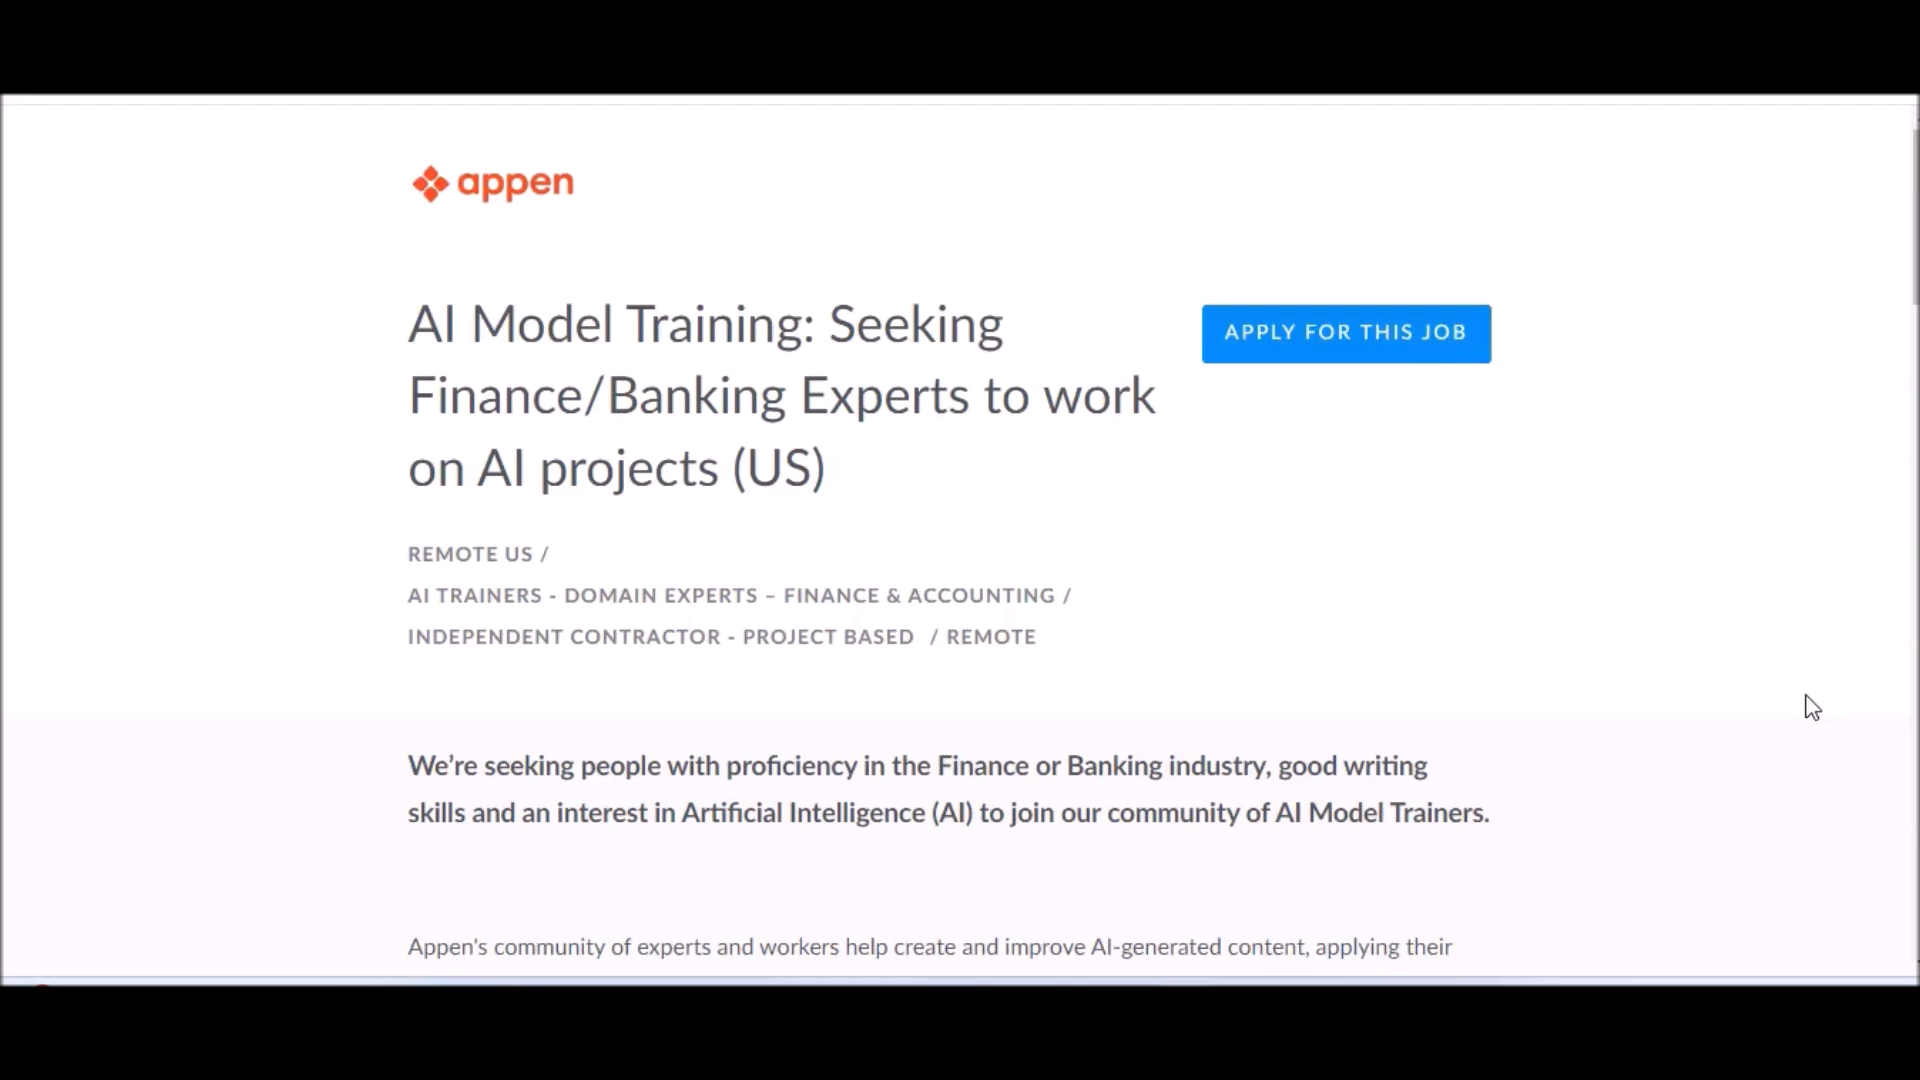 appen
AI Model Training: Seeking
Finance/Banking Experts to work
on AI projects (US)
APPLY FOR THIS JOB
REMOTE US /
AI TRAINERS - DOMAIN EXPERTS – FINANCE & ACCOUNTING /
INDEPENDENT CONTRACTOR - PROJECT BASED / REMOTE
We’re seeking people with proficiency in the Finance or Banking industry, good writing
skills and an interest in Artificial Intelligence (AI) to join our community of AI Model Trainers.
Appen's community of experts and workers help create and improve AI-generated content, applying their